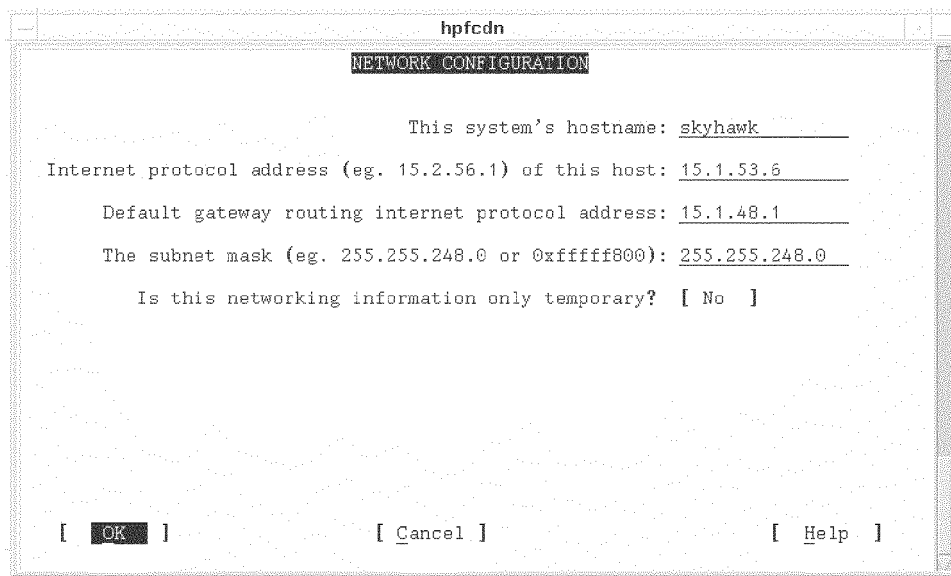 hpfcdn
NETWORK CONFIGURATION
This system's hostname: skyhawk
Internet protocol address (eg. 15.2.56.1) of this host: 15.1.53.6
Default gateway routing internet protocol address: 15.1.48.1
The subnet mask (eg. 255.255.248.0 or 0xfffff800): 255.255.248.0
Is this networking information only temporary? [ No ]
[ OK ] [ Cancel ] [ Help ]